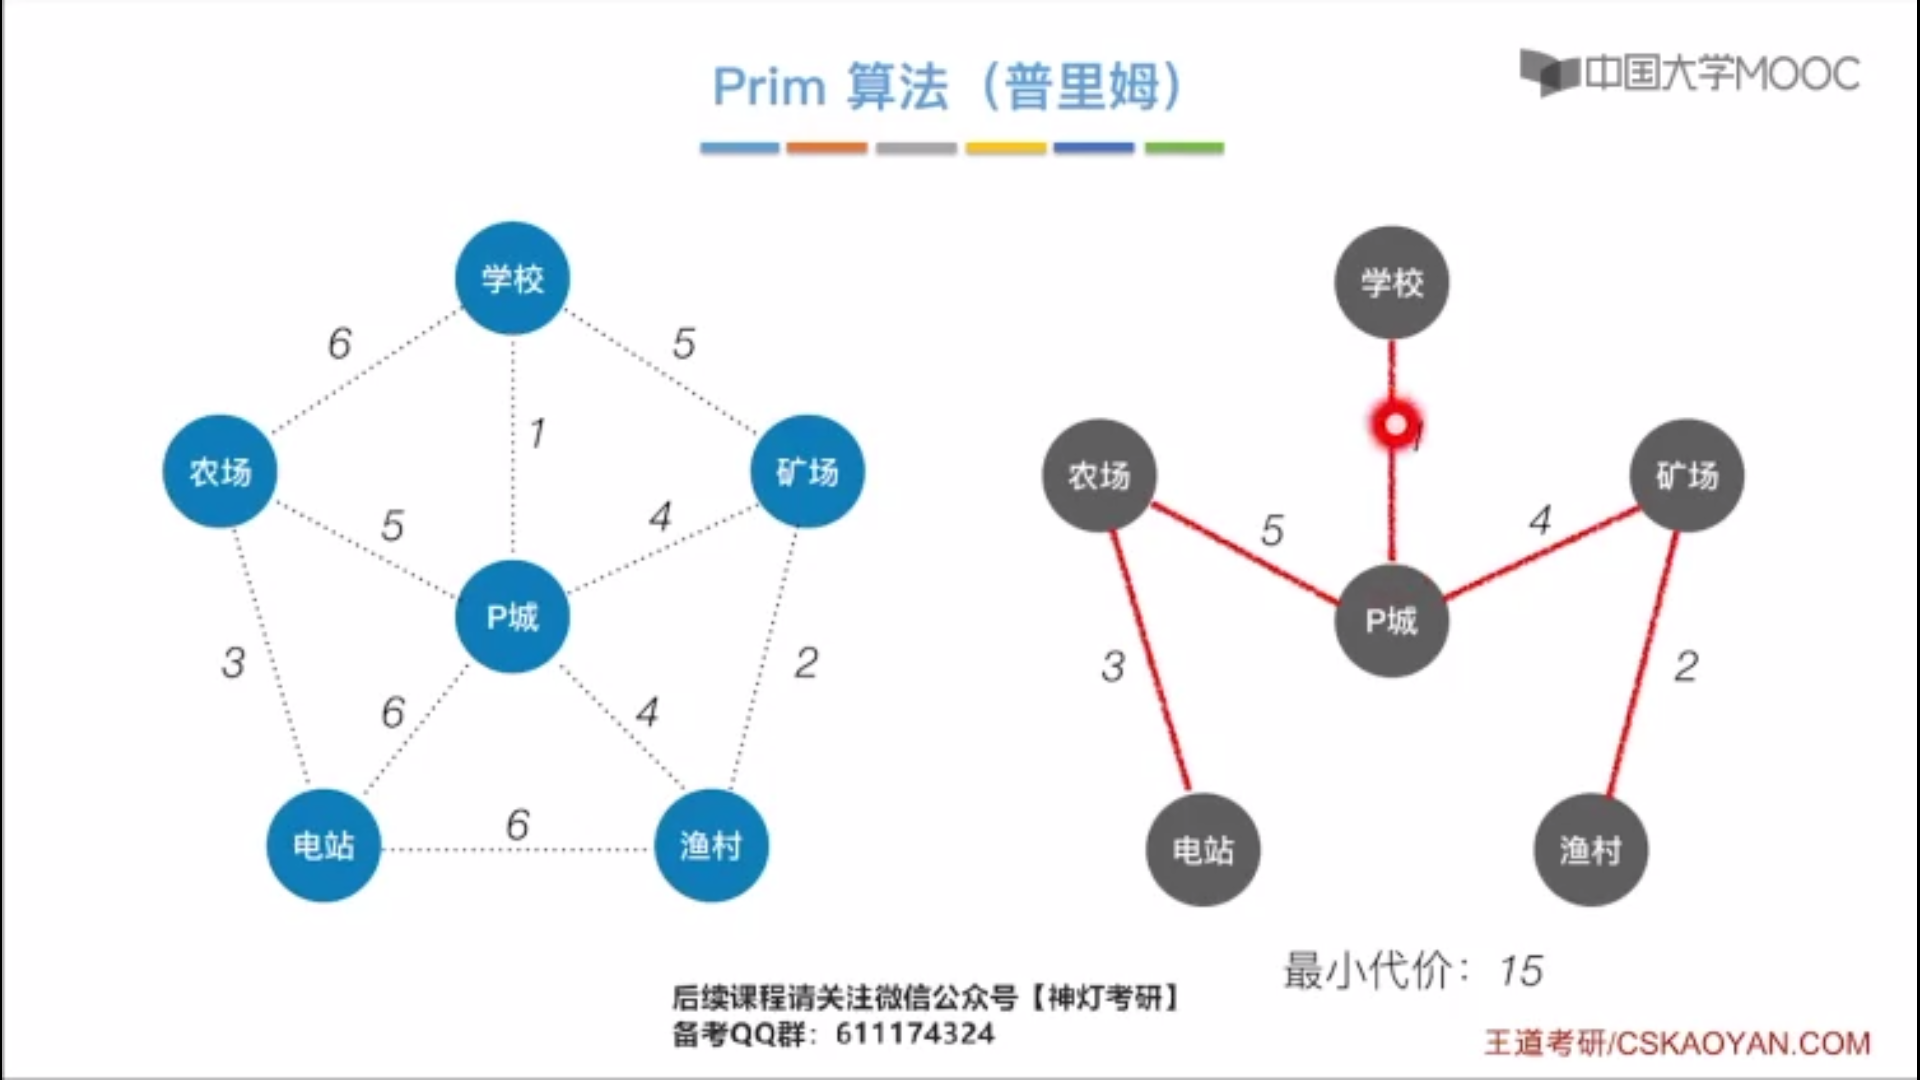 Prim 算法（普里姆）
中国大学MOOC
学校
6
5
1
农场
矿场
5
4
P城
3
2
6
4
电站
6
渔村
学校
1
农场
矿场
5
4
P城
3
2
电站
渔村
最小代价：15
后续课程请关注微信公众号【神灯考研】
备考QQ群：611174324
王道考研/CSKAOYAN.COM